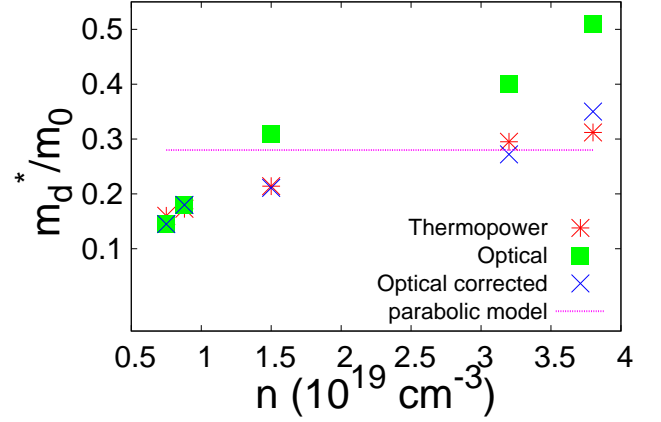 m_d^*/m_0
0.5
0.4
0.3
0.2
0.1
Thermopower
Optical
Optical corrected
parabolic model
0.5 1 1.5 2 2.5 3 3.5 4
n (10^19 cm^-3)